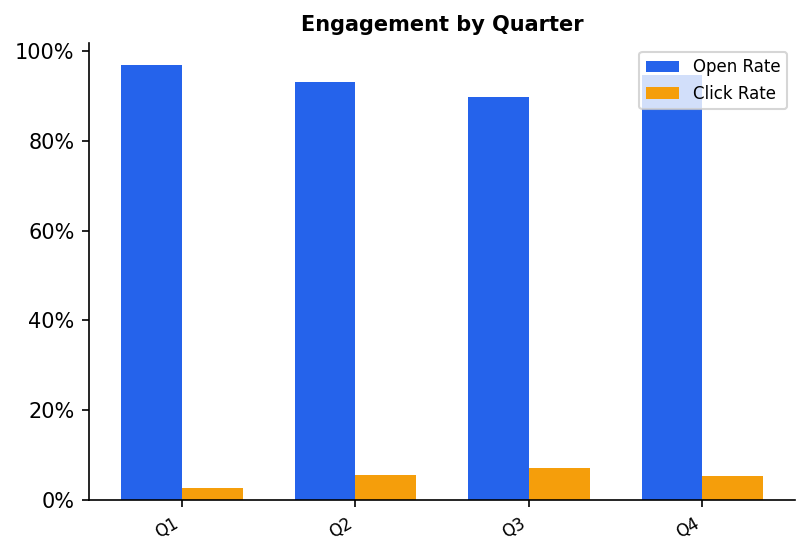 Engagement by Quarter
100%
80%
60%
40%
20%
0%
Open Rate
Click Rate
Q1
Q2
Q3
Q4